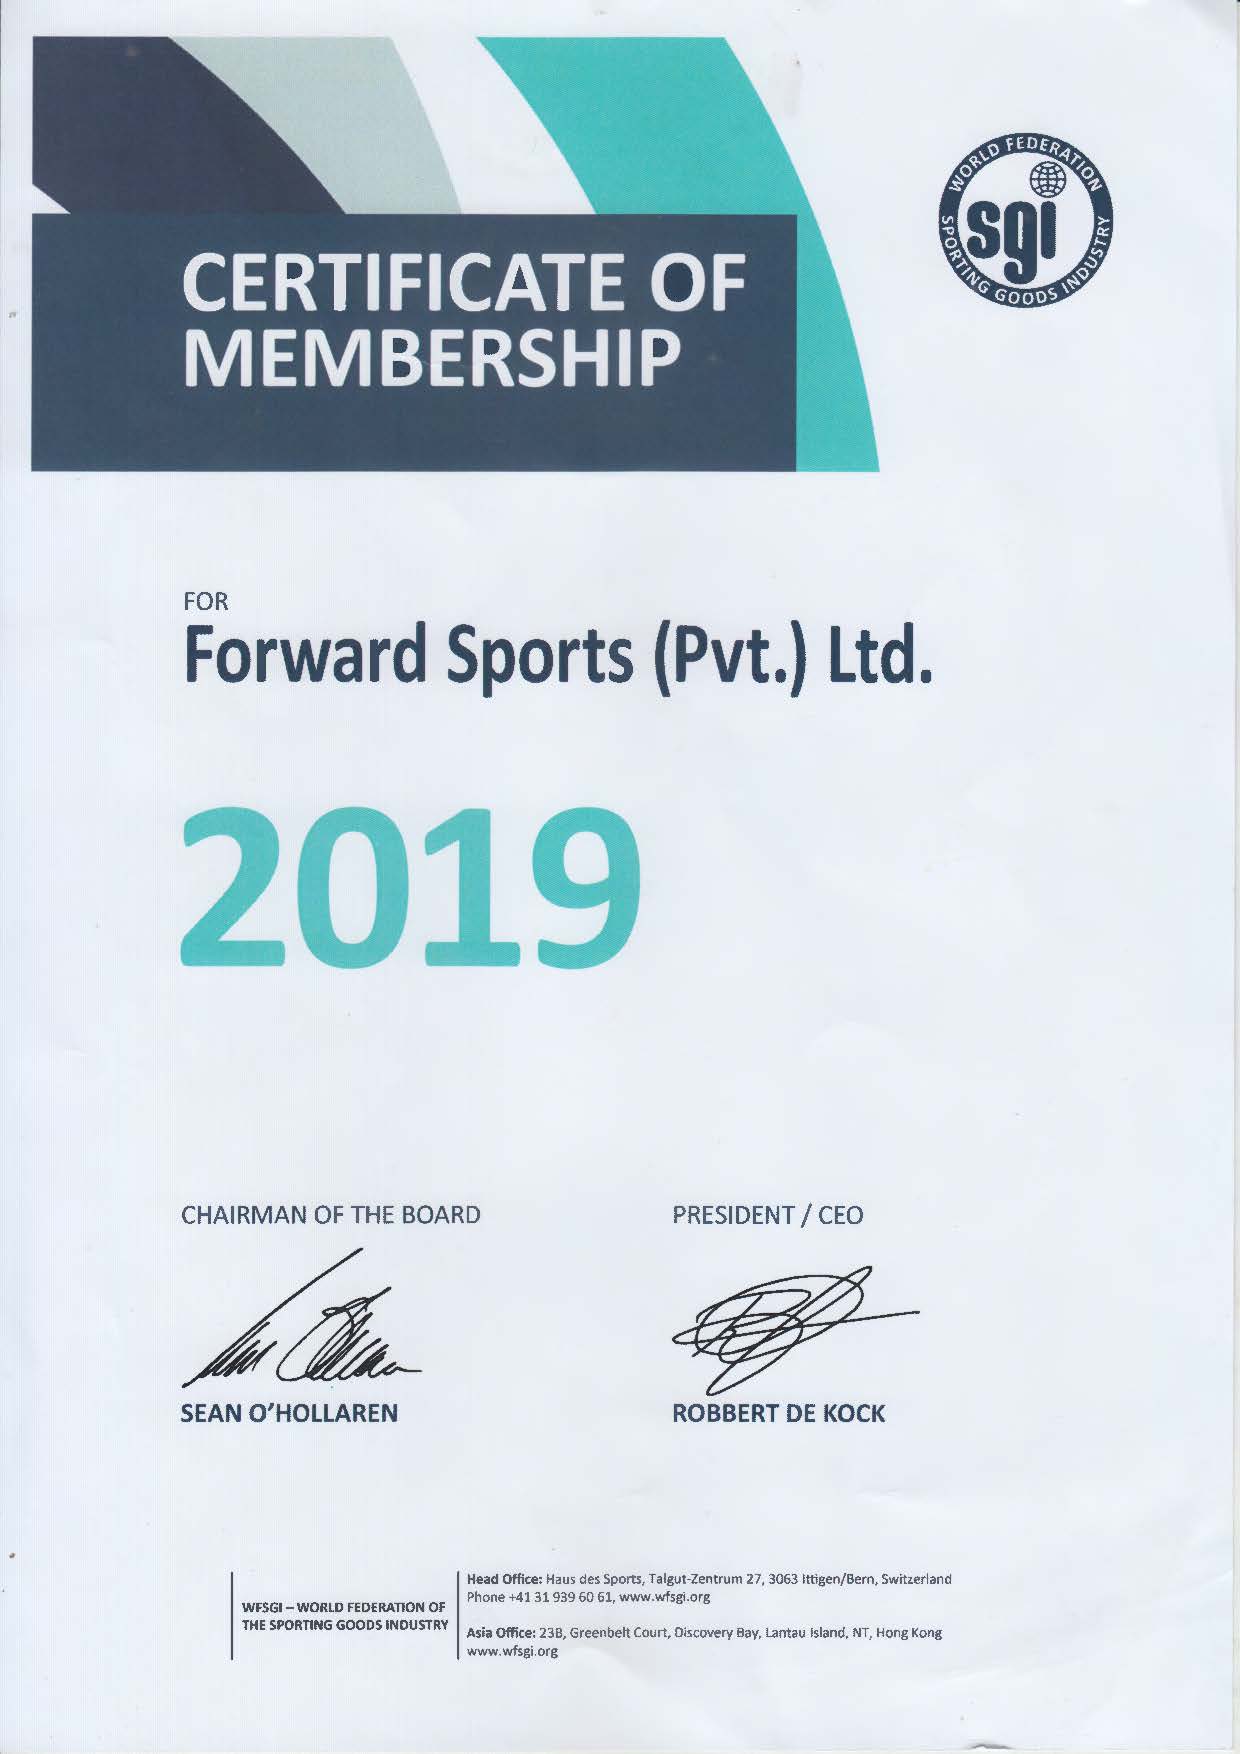 WORLD FEDERATION
sgi
SPORTING GOODS INDUSTRY
CERTIFICATE OF
MEMBERSHIP
FOR
Forward Sports (Pvt.) Ltd.
2019
CHAIRMAN OF THE BOARD
SEAN O'HOLLAREN
PRESIDENT / CEO
ROBBERT DE KOCK
WFSGI – WORLD FEDERATION OF
THE SPORTING GOODS INDUSTRY
Head Office: Haus des Sports, Talgut-Zentrum 27, 3063 Ittigen/Bern, Switzerland
Phone +41 31 939 60 61, www.wfsgi.org
Asia Office: 23B, Greenbelt Court, Discovery Bay, Lantau Island, NT, Hong Kong
www.wfsgi.org